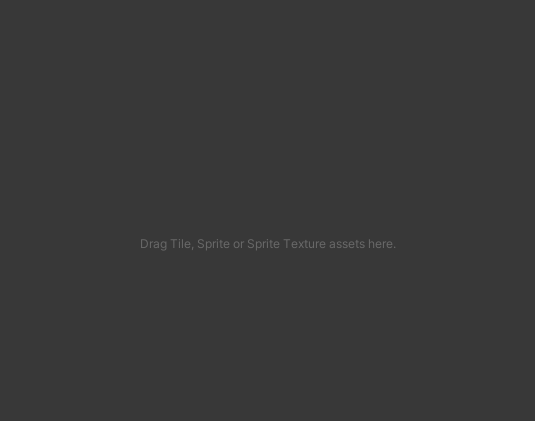 Drag Tile, Sprite or Sprite Texture assets here.